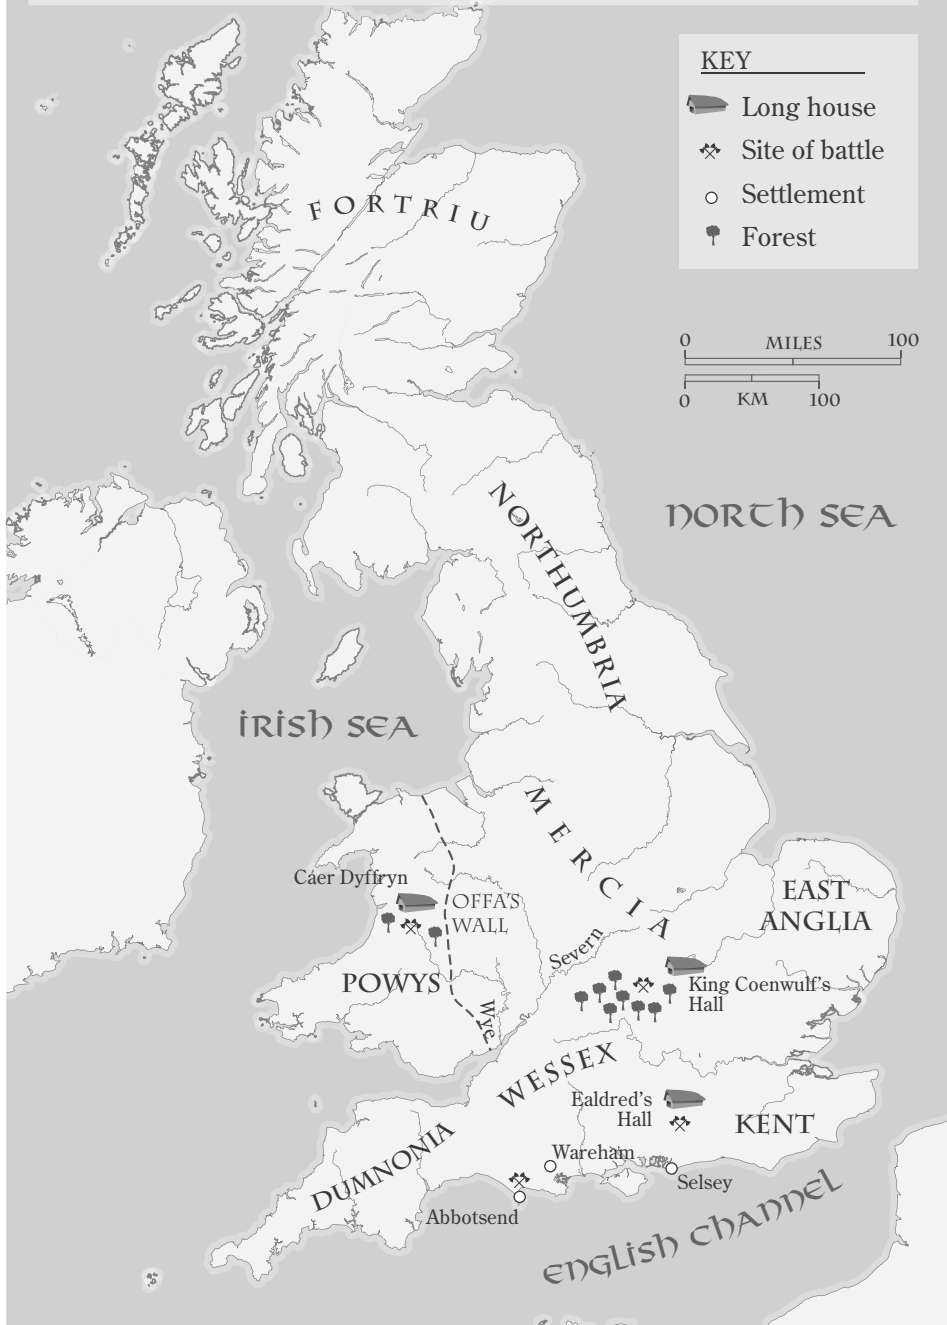 KEY
Long house
Site of battle
Settlement
Forest
FORTRIU
0 MILES 100
0 KM 100
NORTH SEA
NORTHUMBRIA
IRISH SEA
MERCIA
Caer Dyffryn
OFFA'S
WALL
EAST
ANGLIA
Severn
POWYS
King Coenwulf's
Hall
Wye
WESSEX
Ealdred's
Hall
KENT
DUMNONIA
Wareham
Selsey
Abbotsend
ENGLISH CHANNEL